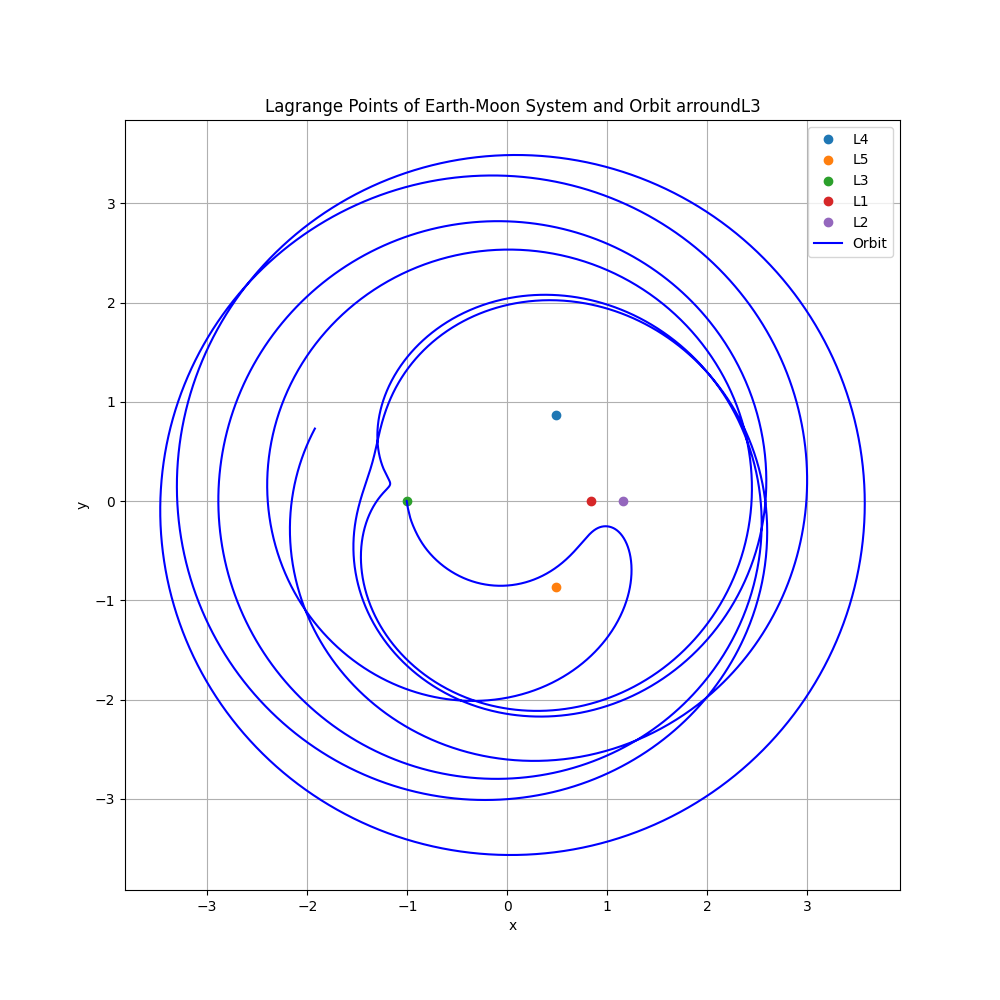 Lagrange Points of Earth-Moon System and Orbit arroundL3
L4
L5
L3
L1
L2
Orbit
y
3
2
1
0
−1
−2
−3
−3
−2
−1
0
1
2
3
x